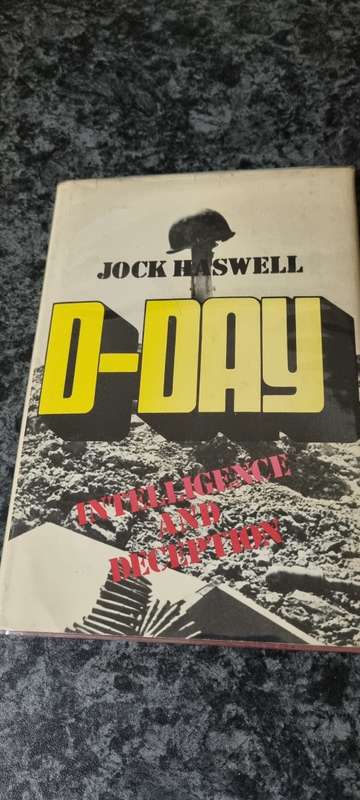 JOCK HASWELL
D-DAY
INTELLIGENCE
AND
DECEPTION